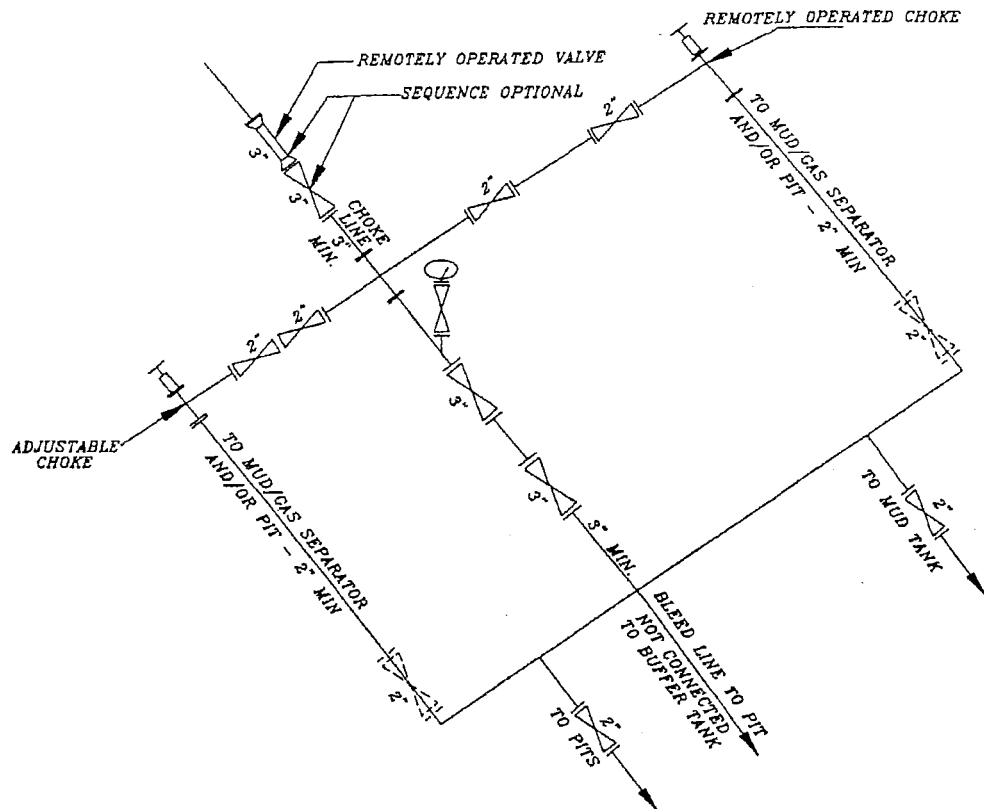 REMOTELY OPERATED CHOKE
REMOTELY OPERATED VALVE
SEQUENCE OPTIONAL
3"
3"
CHOKE
LINE
3"
MIN.
2"
2"
TO MUD/GAS SEPARATOR
AND/OR PIT - 2" MIN
2"
2"
2"
3"
3"
3" MIN.
ADJUSTABLE
CHOKE
TO MUD/GAS SEPARATOR
AND/OR PIT - 2" MIN
2"
2"
TO MUD TANK
BLEED LINE TO PIT
NOT CONNECTED
TO BUFFER TANK
2"
TO PITS